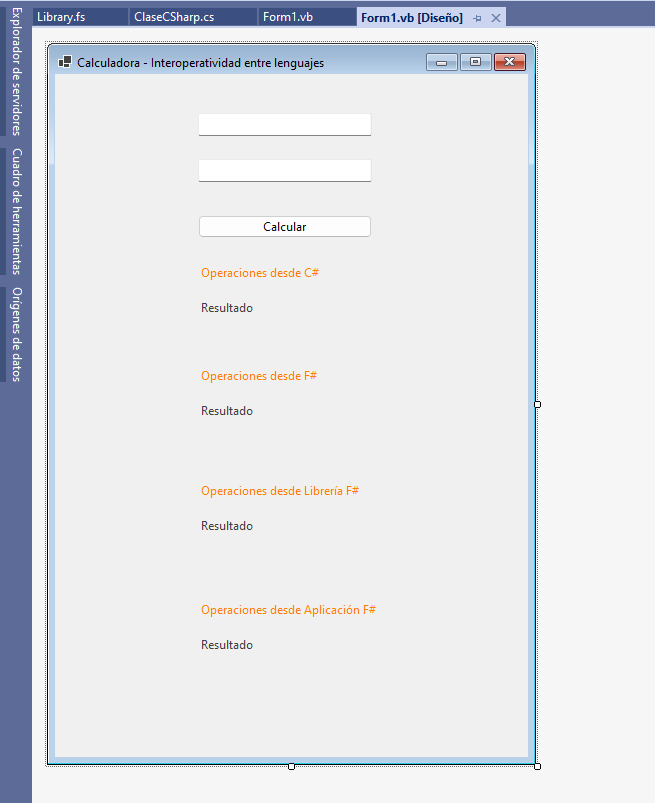 Library.fs
ClaseCSharp.cs
Form1.vb
Form1.vb [Diseño]
Explorador de servidores
Cuadro de herramientas
Orígenes de datos
Calculadora - Interoperatividad entre lenguajes
Calcular
Operaciones desde C#
Resultado
Operaciones desde F#
Resultado
Operaciones desde Librería F#
Resultado
Operaciones desde Aplicación F#
Resultado